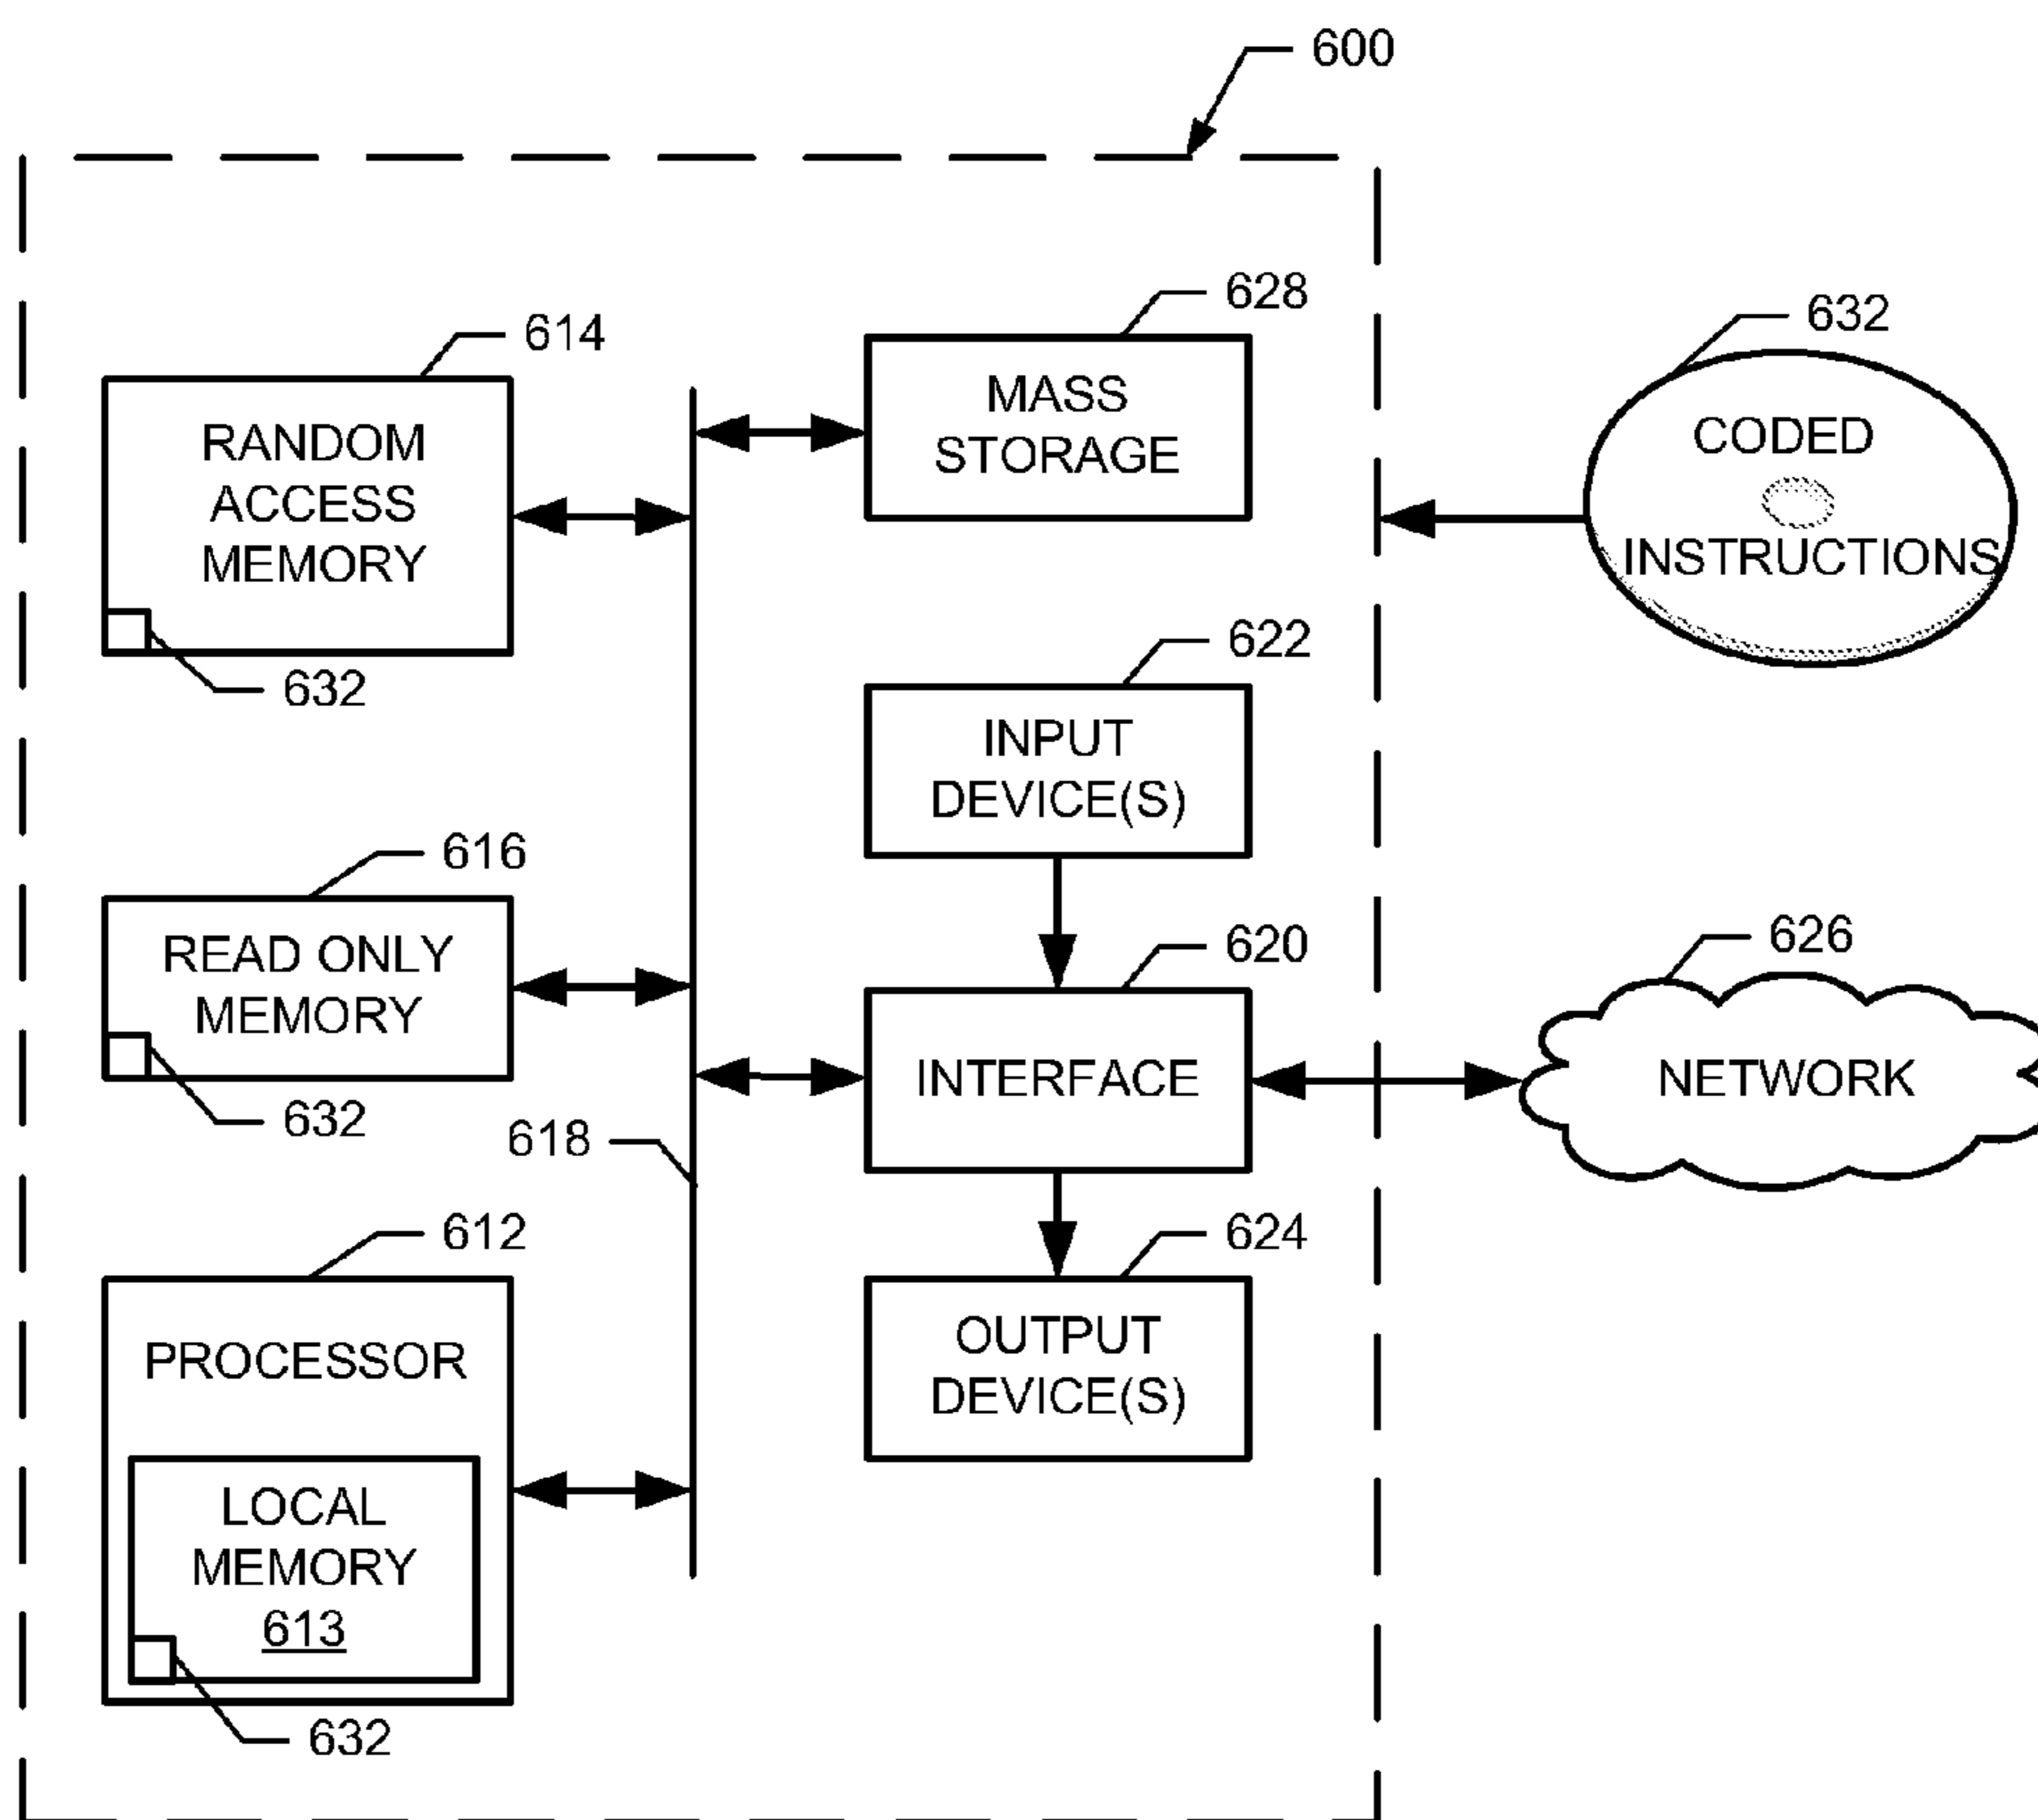 600
628
632
614
MASS
STORAGE
RANDOM
ACCESS
MEMORY
CODED
INSTRUCTIONS
632
622
INPUT
DEVICE(S)
616
620
626
READ ONLY
MEMORY
INTERFACE
NETWORK
632
618
612
624
PROCESSOR
OUTPUT
DEVICE(S)
LOCAL
MEMORY
613
632